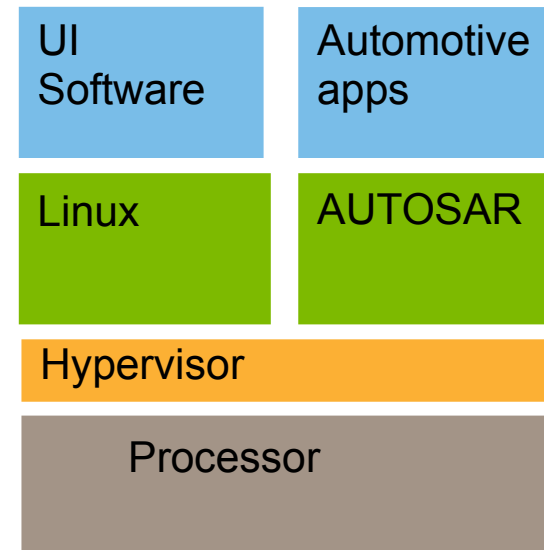 UI
Software
Automotive
apps
Linux
AUTOSAR
Hypervisor
Processor